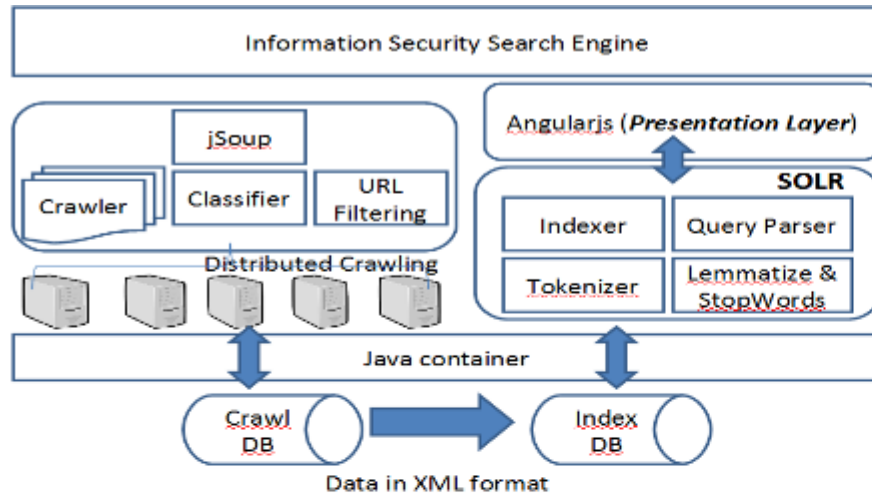 Information Security Search Engine
jSoup
Crawler
Classifier
URL
Filtering
Distributed Crawling
Angularjs (Presentation Layer)
SOLR
Indexer
Query Parser
Tokenizer
Lemmatize &
StopWords
Java container
Crawl
DB
Index
DB
Data in XML format